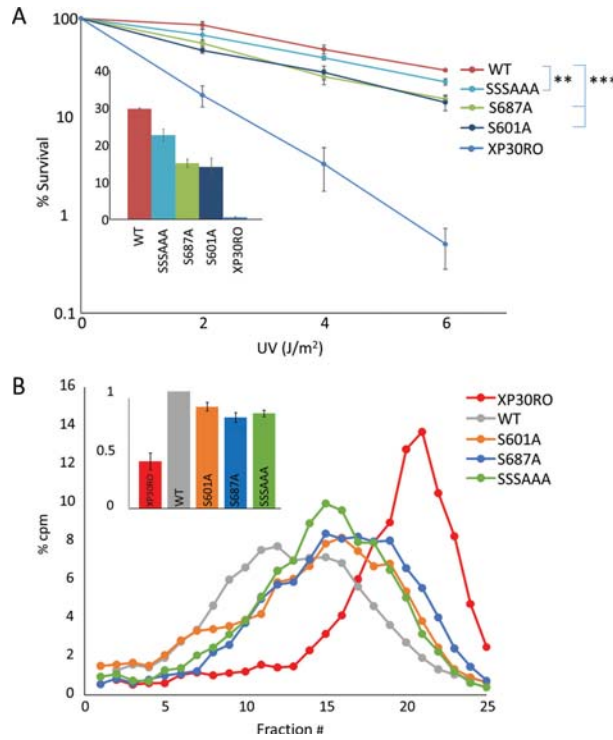 A
100
10
1
0.1
% Survival
0
2
4
6
UV (J/m²)
WT
SSSAAA
S687A
S601A
XP30RO
**
***
40
30
20
10
0
WT
SSSAAA
S687A
S601A
XP30RO
B
16
14
12
10
8
6
4
2
0
% cpm
0
5
10
15
20
25
Fraction #
XP30RO
WT
S601A
S687A
SSSAAA
1
0.5
0
XP30RO
WT
S601A
S687A
SSSAAA